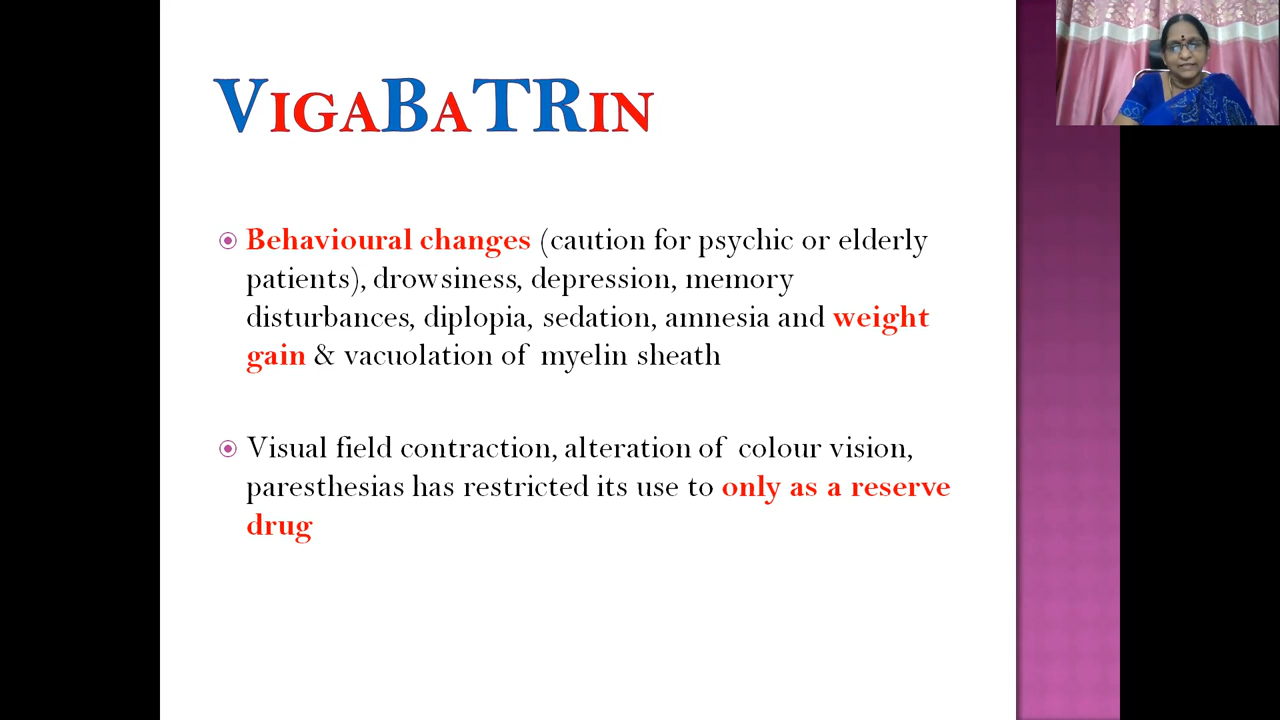 VIGABATRIN
Behavioural changes (caution for psychic or elderly
patients), drowsiness, depression, memory
disturbances, diplopia, sedation, amnesia and weight
gain & vacuolation of myelin sheath
Visual field contraction, alteration of colour vision,
paresthesias has restricted its use to only as a reserve
drug